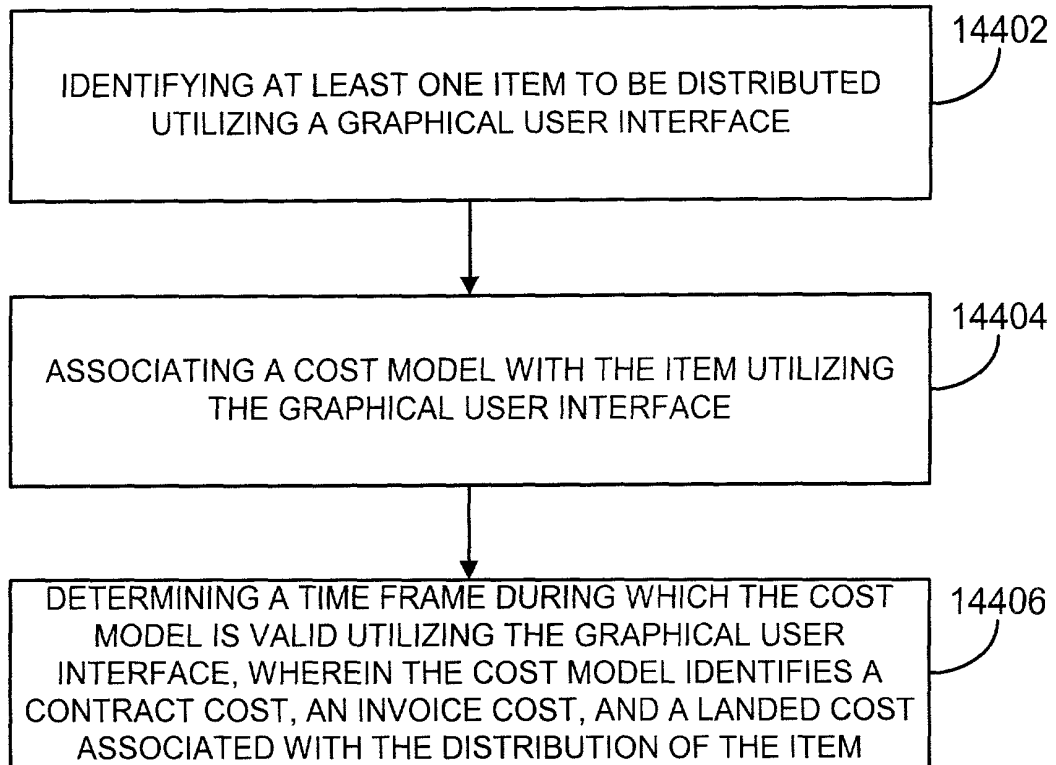 14402
IDENTIFYING AT LEAST ONE ITEM TO BE DISTRIBUTED
UTILIZING A GRAPHICAL USER INTERFACE
14404
ASSOCIATING A COST MODEL WITH THE ITEM UTILIZING
THE GRAPHICAL USER INTERFACE
14406
DETERMINING A TIME FRAME DURING WHICH THE COST
MODEL IS VALID UTILIZING THE GRAPHICAL USER
INTERFACE, WHEREIN THE COST MODEL IDENTIFIES A
CONTRACT COST, AN INVOICE COST, AND A LANDED COST
ASSOCIATED WITH THE DISTRIBUTION OF THE ITEM